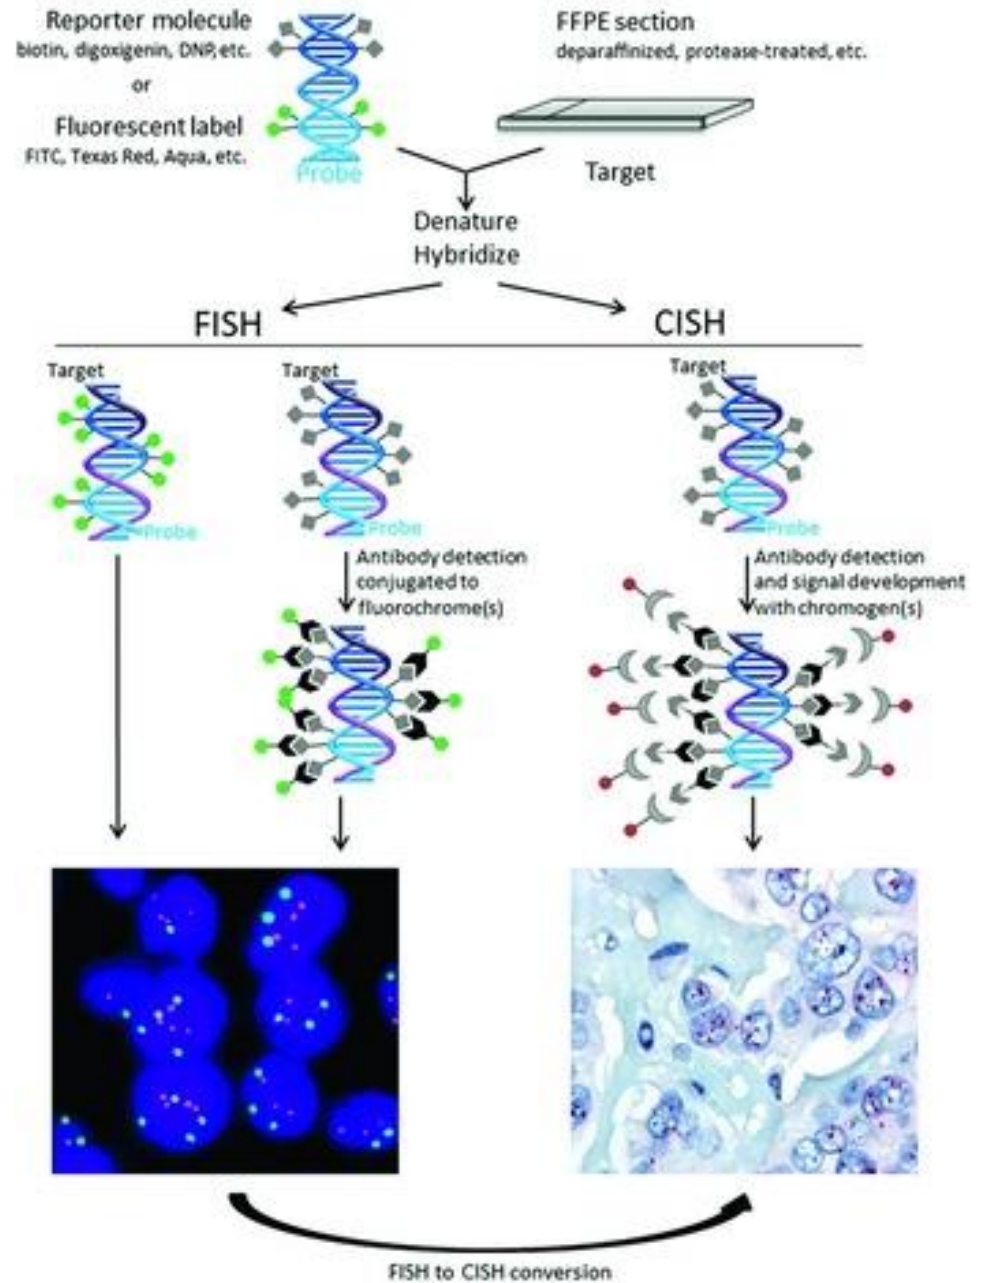 Reporter molecule
biotin, digoxigenin, DNP, etc.
or
Fluorescent label
FITC, Texas Red, Aqua, etc.
Probe
FFPE section
deparaffinized, protease-treated, etc.
Target
Denature
Hybridize
FISH
CISH
Target
Probe
Target
Probe
Antibody detection
conjugated to
fluorochrome(s)
Target
Probe
Antibody detection
and signal development
with chromogen(s)
FISH to CISH conversion